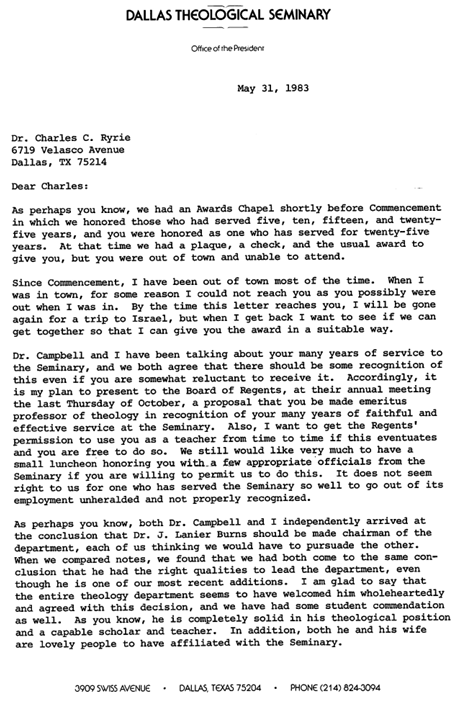 DALLAS THEOLOGICAL SEMINARY
Office of the President
May 31, 1983
Dr. Charles C. Ryrie
6719 Velasco Avenue
Dallas, TX 75214
Dear Charles:
As perhaps you know, we had an Awards Chapel shortly before Commencement
in which we honored those who had served five, ten, fifteen, and twenty-
five years, and you were honored as one who has served for twenty-five
years. At that time we had a plaque, a check, and the usual award to
give you, but you were out of town and unable to attend.
Since Commencement, I have been out of town most of the time. When I
was in town, for some reason I could not reach you as you possibly were
out when I was in. By the time this letter reaches you, I will be gone
again for a trip to Israel, but when I get back I want to see if we can
get together so that I can give you the award in a suitable way.
Dr. Campbell and I have been talking about your many years of service to
the Seminary, and we both agree that there should be some recognition of
this even if you are somewhat reluctant to receive it. Accordingly, it
is my plan to present to the Board of Regents, at their annual meeting
the last Thursday of October, a proposal that you be made emeritus
professor of theology in recognition of your many years of faithful and
effective service at the Seminary. Also, I want to get the Regents'
permission to use you as a teacher from time to time if this eventuates
and you are free to do so. We still would like very much to have a
small luncheon honoring you with a few appropriate officials from the
Seminary if you are willing to permit us to do this. It does not seem
right to us for one who has served the Seminary so well to go out of its
employment unheralded and not properly recognized.
As perhaps you know, both Dr. Campbell and I independently arrived at
the conclusion that Dr. J. Lanier Burns should be made chairman of the
department, each of us thinking we would have to pursuade the other.
When we compared notes, we found that we had both come to the same con-
clusion that he had the right qualities to lead the department, even
though he is one of our most recent additions. I am glad to say that
the entire theology department seems to have welcomed him wholeheartedly
and agreed with this decision, and we have had some student commendation
as well. As you know, he is completely solid in his theological position
and a capable scholar and teacher. In addition, both he and his wife
are lovely people to have affiliated with the Seminary.
3909 SWISS AVENUE • DALLAS, TEXAS 75204 • PHONE (214) 824-3094